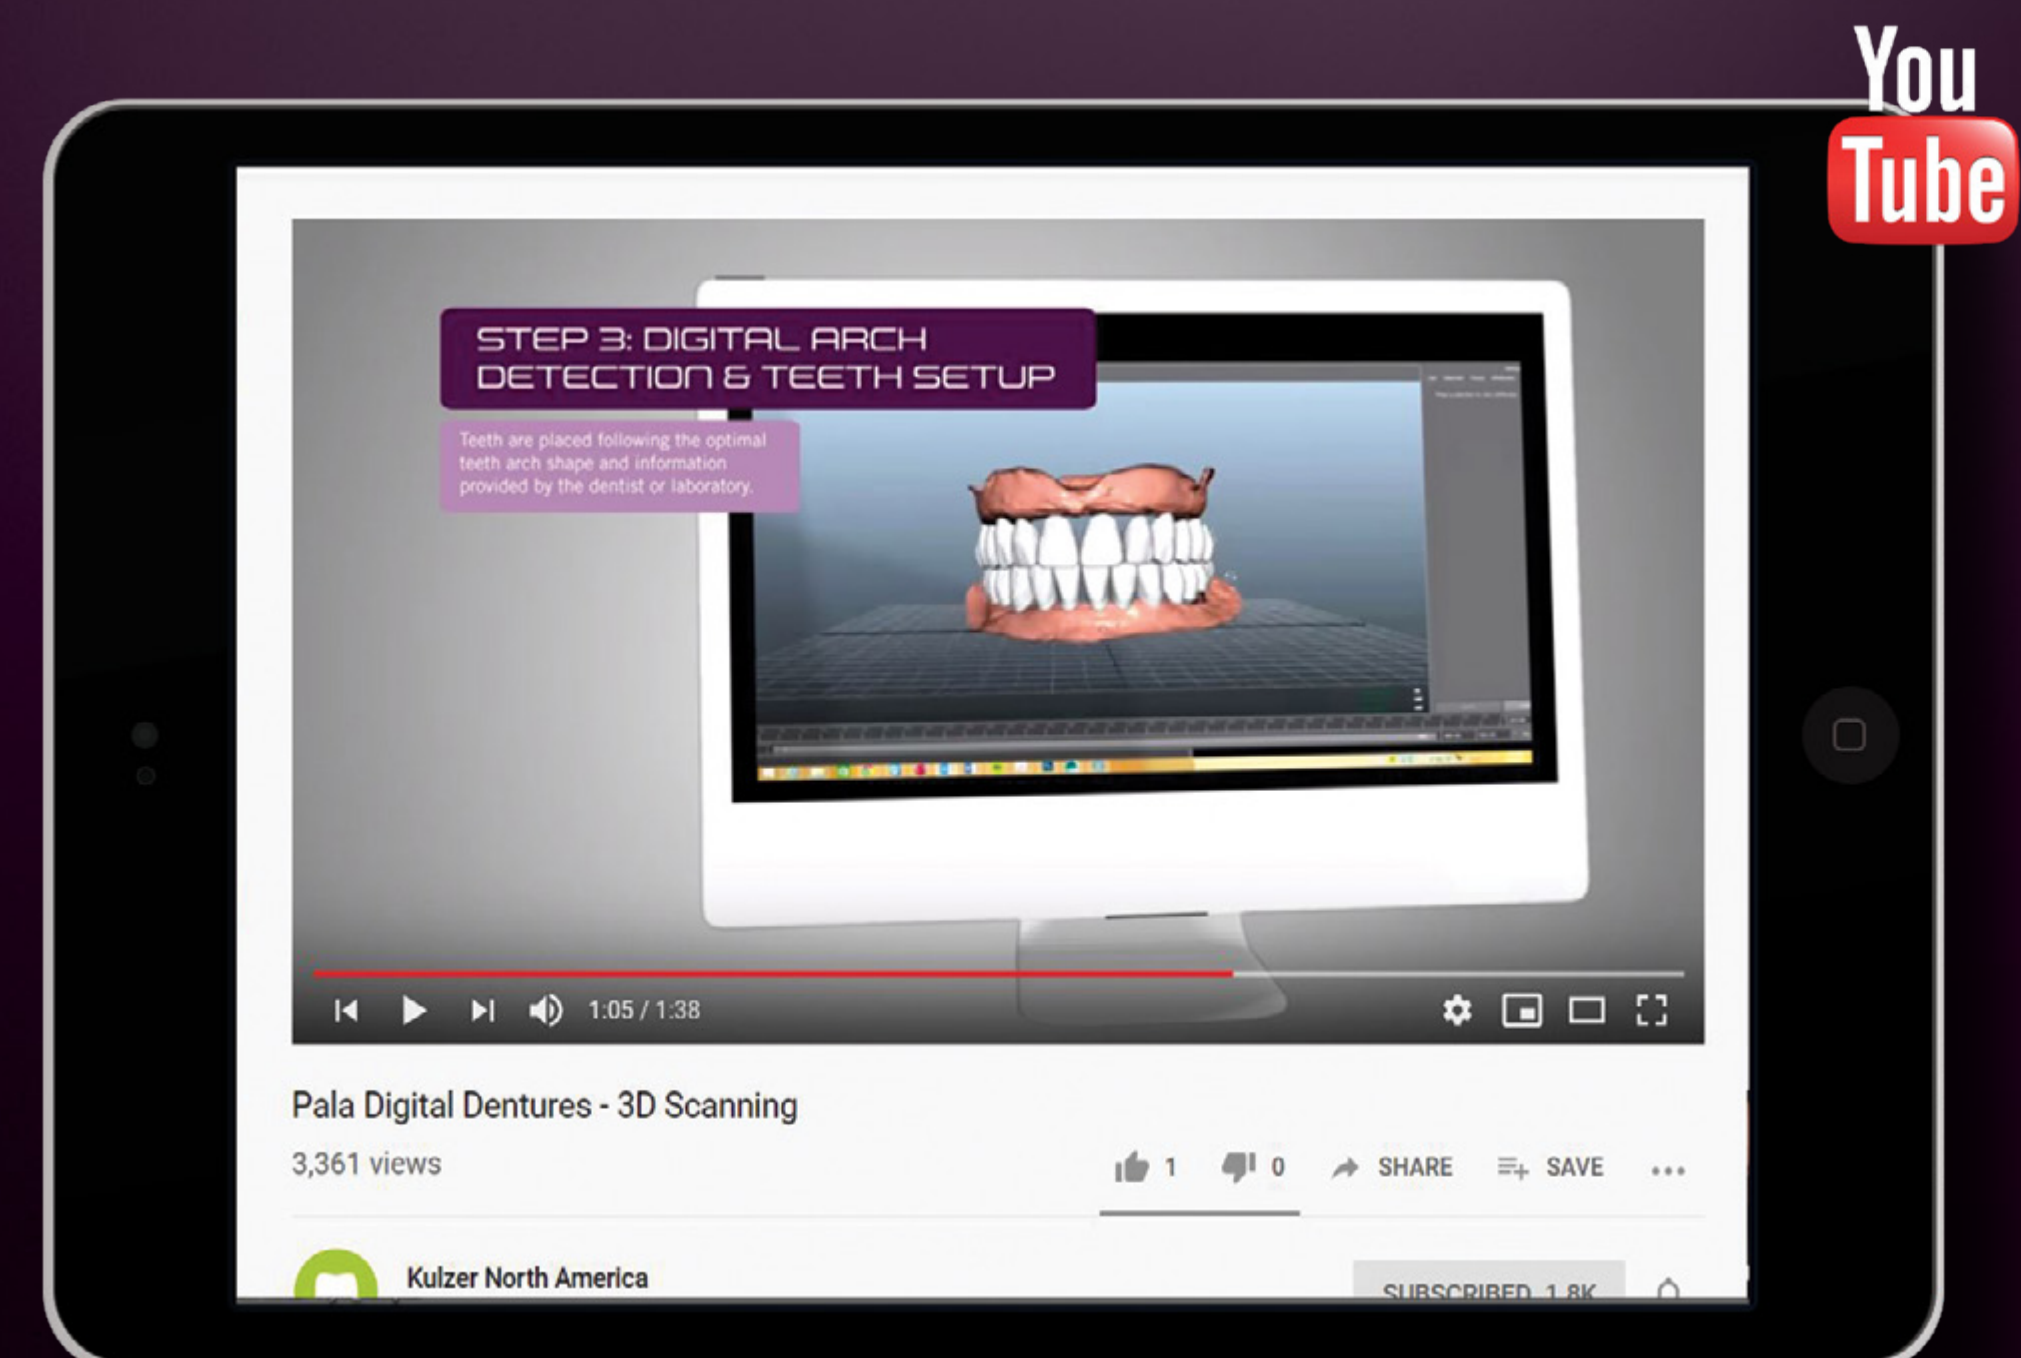 You
Tube
STEP 3: DIGITAL ARCH
DETECTION & TEETH SETUP
Teeth are placed following the optimal
teeth arch shape and information
provided by the dentist or laboratory.
1:05 / 1:38
Pala Digital Dentures - 3D Scanning
3,361 views
1
0
SHARE
SAVE
Kulzer North America
SUBSCRIBED 1.8K